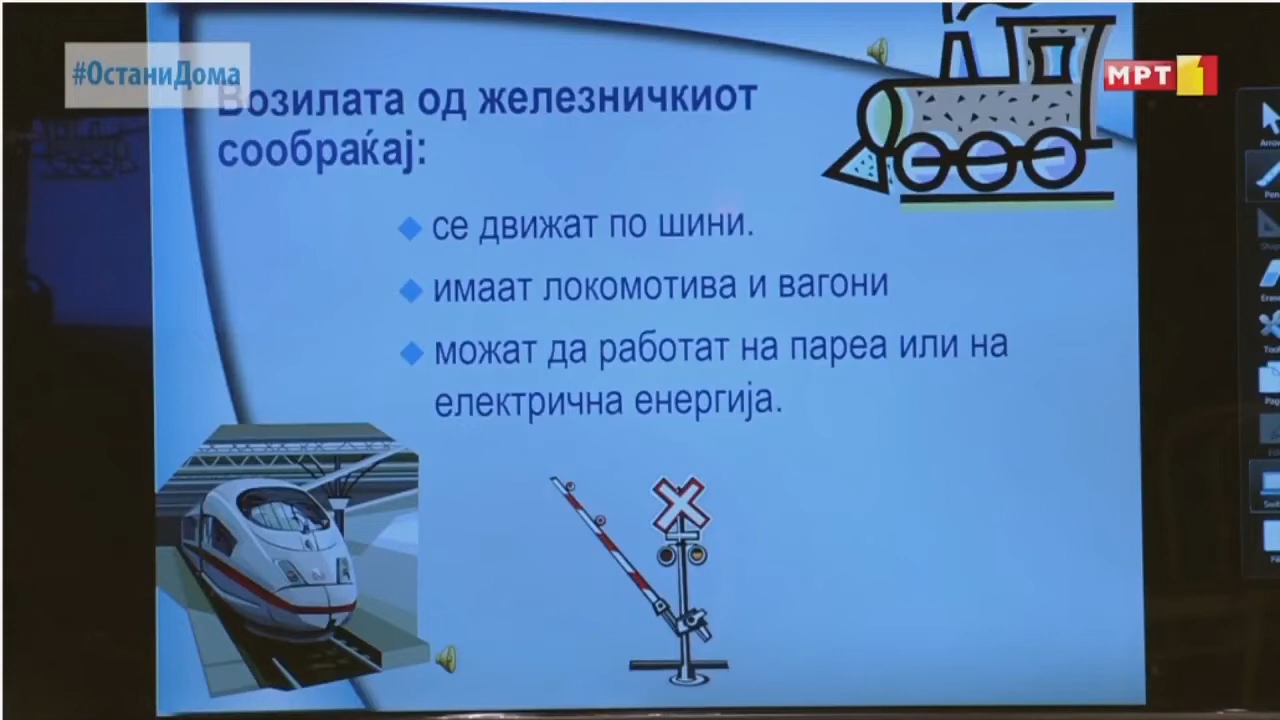 #ОстаниДома
МРТ 1
Возилата од железничкиот
сообраќај:
се движат по шини.
имаат локомотива и вагони
можат да работат на пареа или на
електрична енергија.
Pen